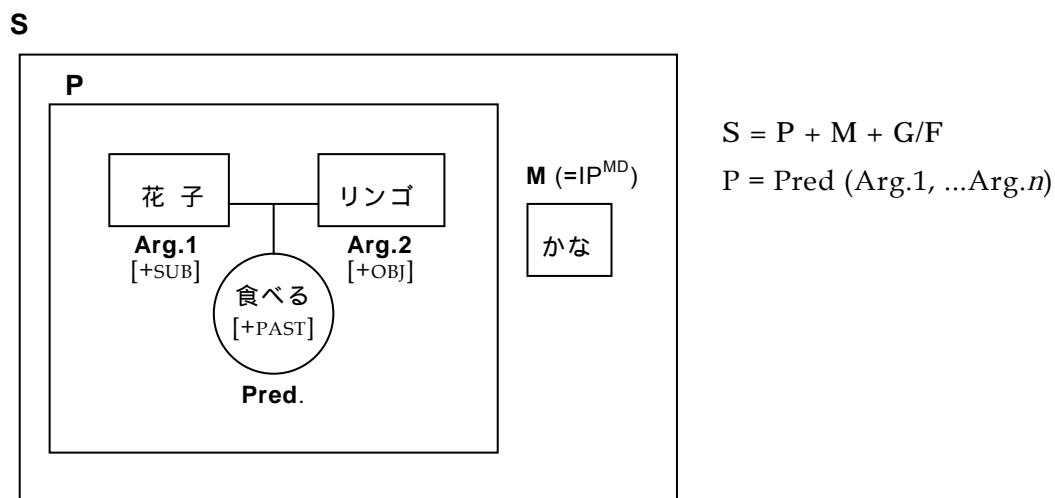 S
P
花 子
リンゴ
Arg.1
[+SUB]
Arg.2
[+OBJ]
食べる
[+PAST]
Pred.
M (=IP^MD)
かな
S = P + M + G/F
P = Pred (Arg.1, ...Arg.n)